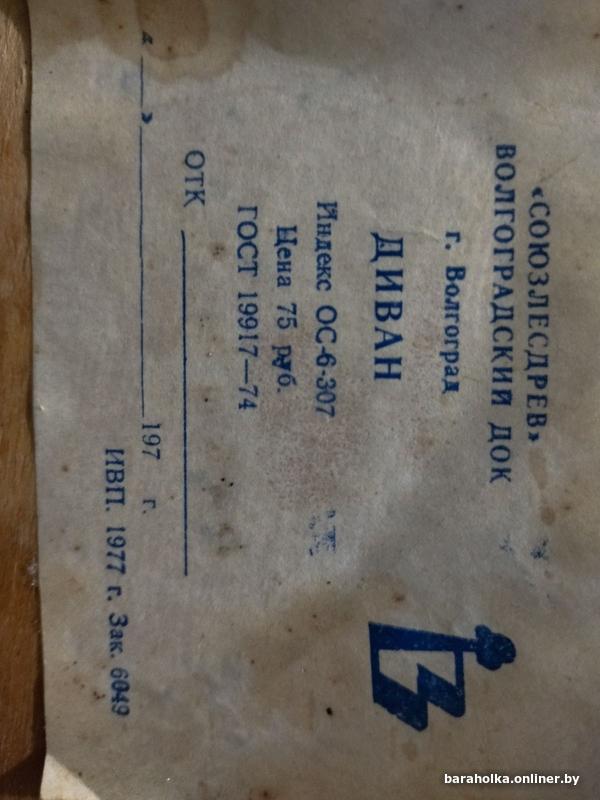 «СОЮЗЛЕСДРЕВ»
ВОЛГОГРАДСКИЙ ДОК
г. Волгоград
ДИВАН
Индекс ОС-6-307
Цена 75 руб.
ГОСТ 19917—74
ОТК
« » 197 г.
ИВП. 1977 г. Зак. 6049
baraholka.onliner.by